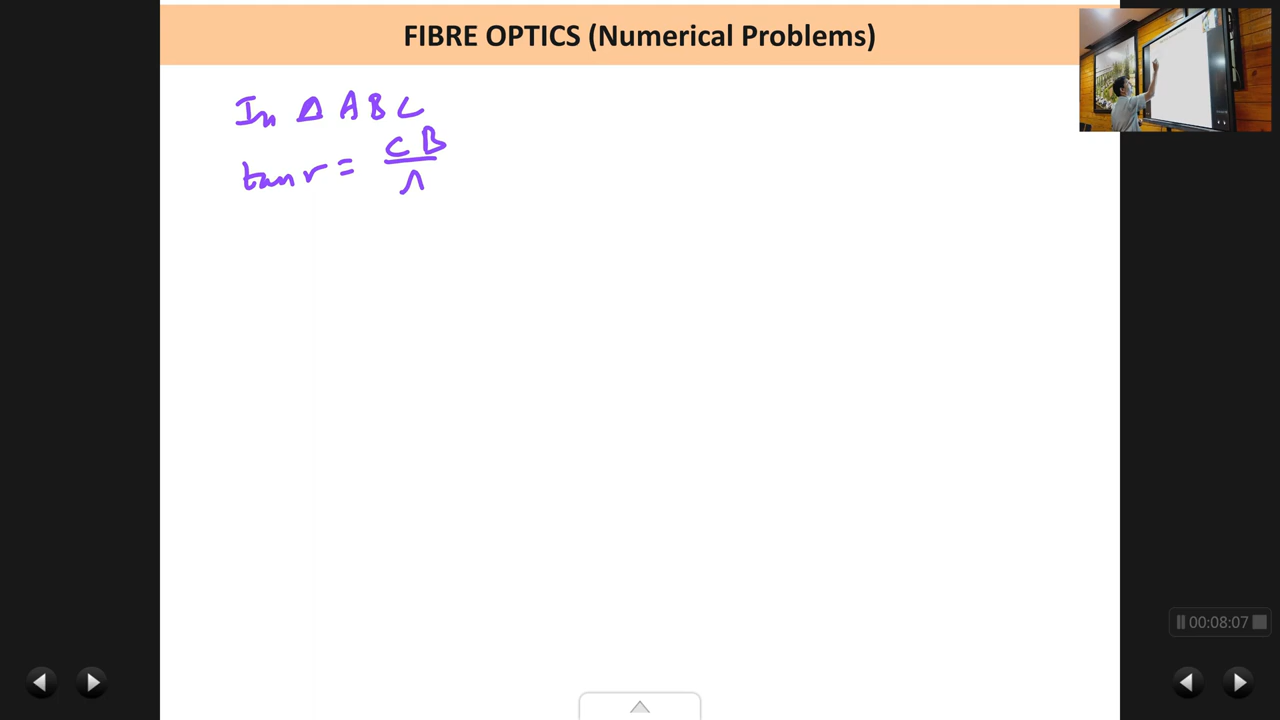 FIBRE OPTICS (Numerical Problems)
In Δ ABC
tan r = CB / Λ
00:08:07